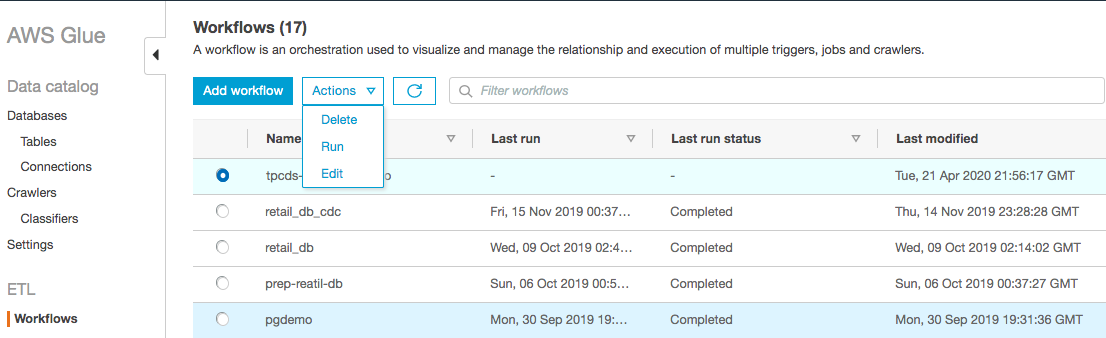 AWS Glue
Data catalog
Databases
Tables
Connections
Crawlers
Classifiers
Settings
ETL
Workflows
Workflows (17)
A workflow is an orchestration used to visualize and manage the relationship and execution of multiple triggers, jobs and crawlers.
Add workflow Actions Filter workflows
Delete
Run
Edit
Name Last run Last run status Last modified
tpcds- o - - Tue, 21 Apr 2020 21:56:17 GMT
retail_db_cdc Fri, 15 Nov 2019 00:37... Completed Thu, 14 Nov 2019 23:28:28 GMT
retail_db Wed, 09 Oct 2019 02:4... Completed Wed, 09 Oct 2019 02:14:02 GMT
prep-reatil-db Sun, 06 Oct 2019 00:5... Completed Sun, 06 Oct 2019 00:37:27 GMT
pgdemo Mon, 30 Sep 2019 19:... Completed Mon, 30 Sep 2019 19:31:36 GMT